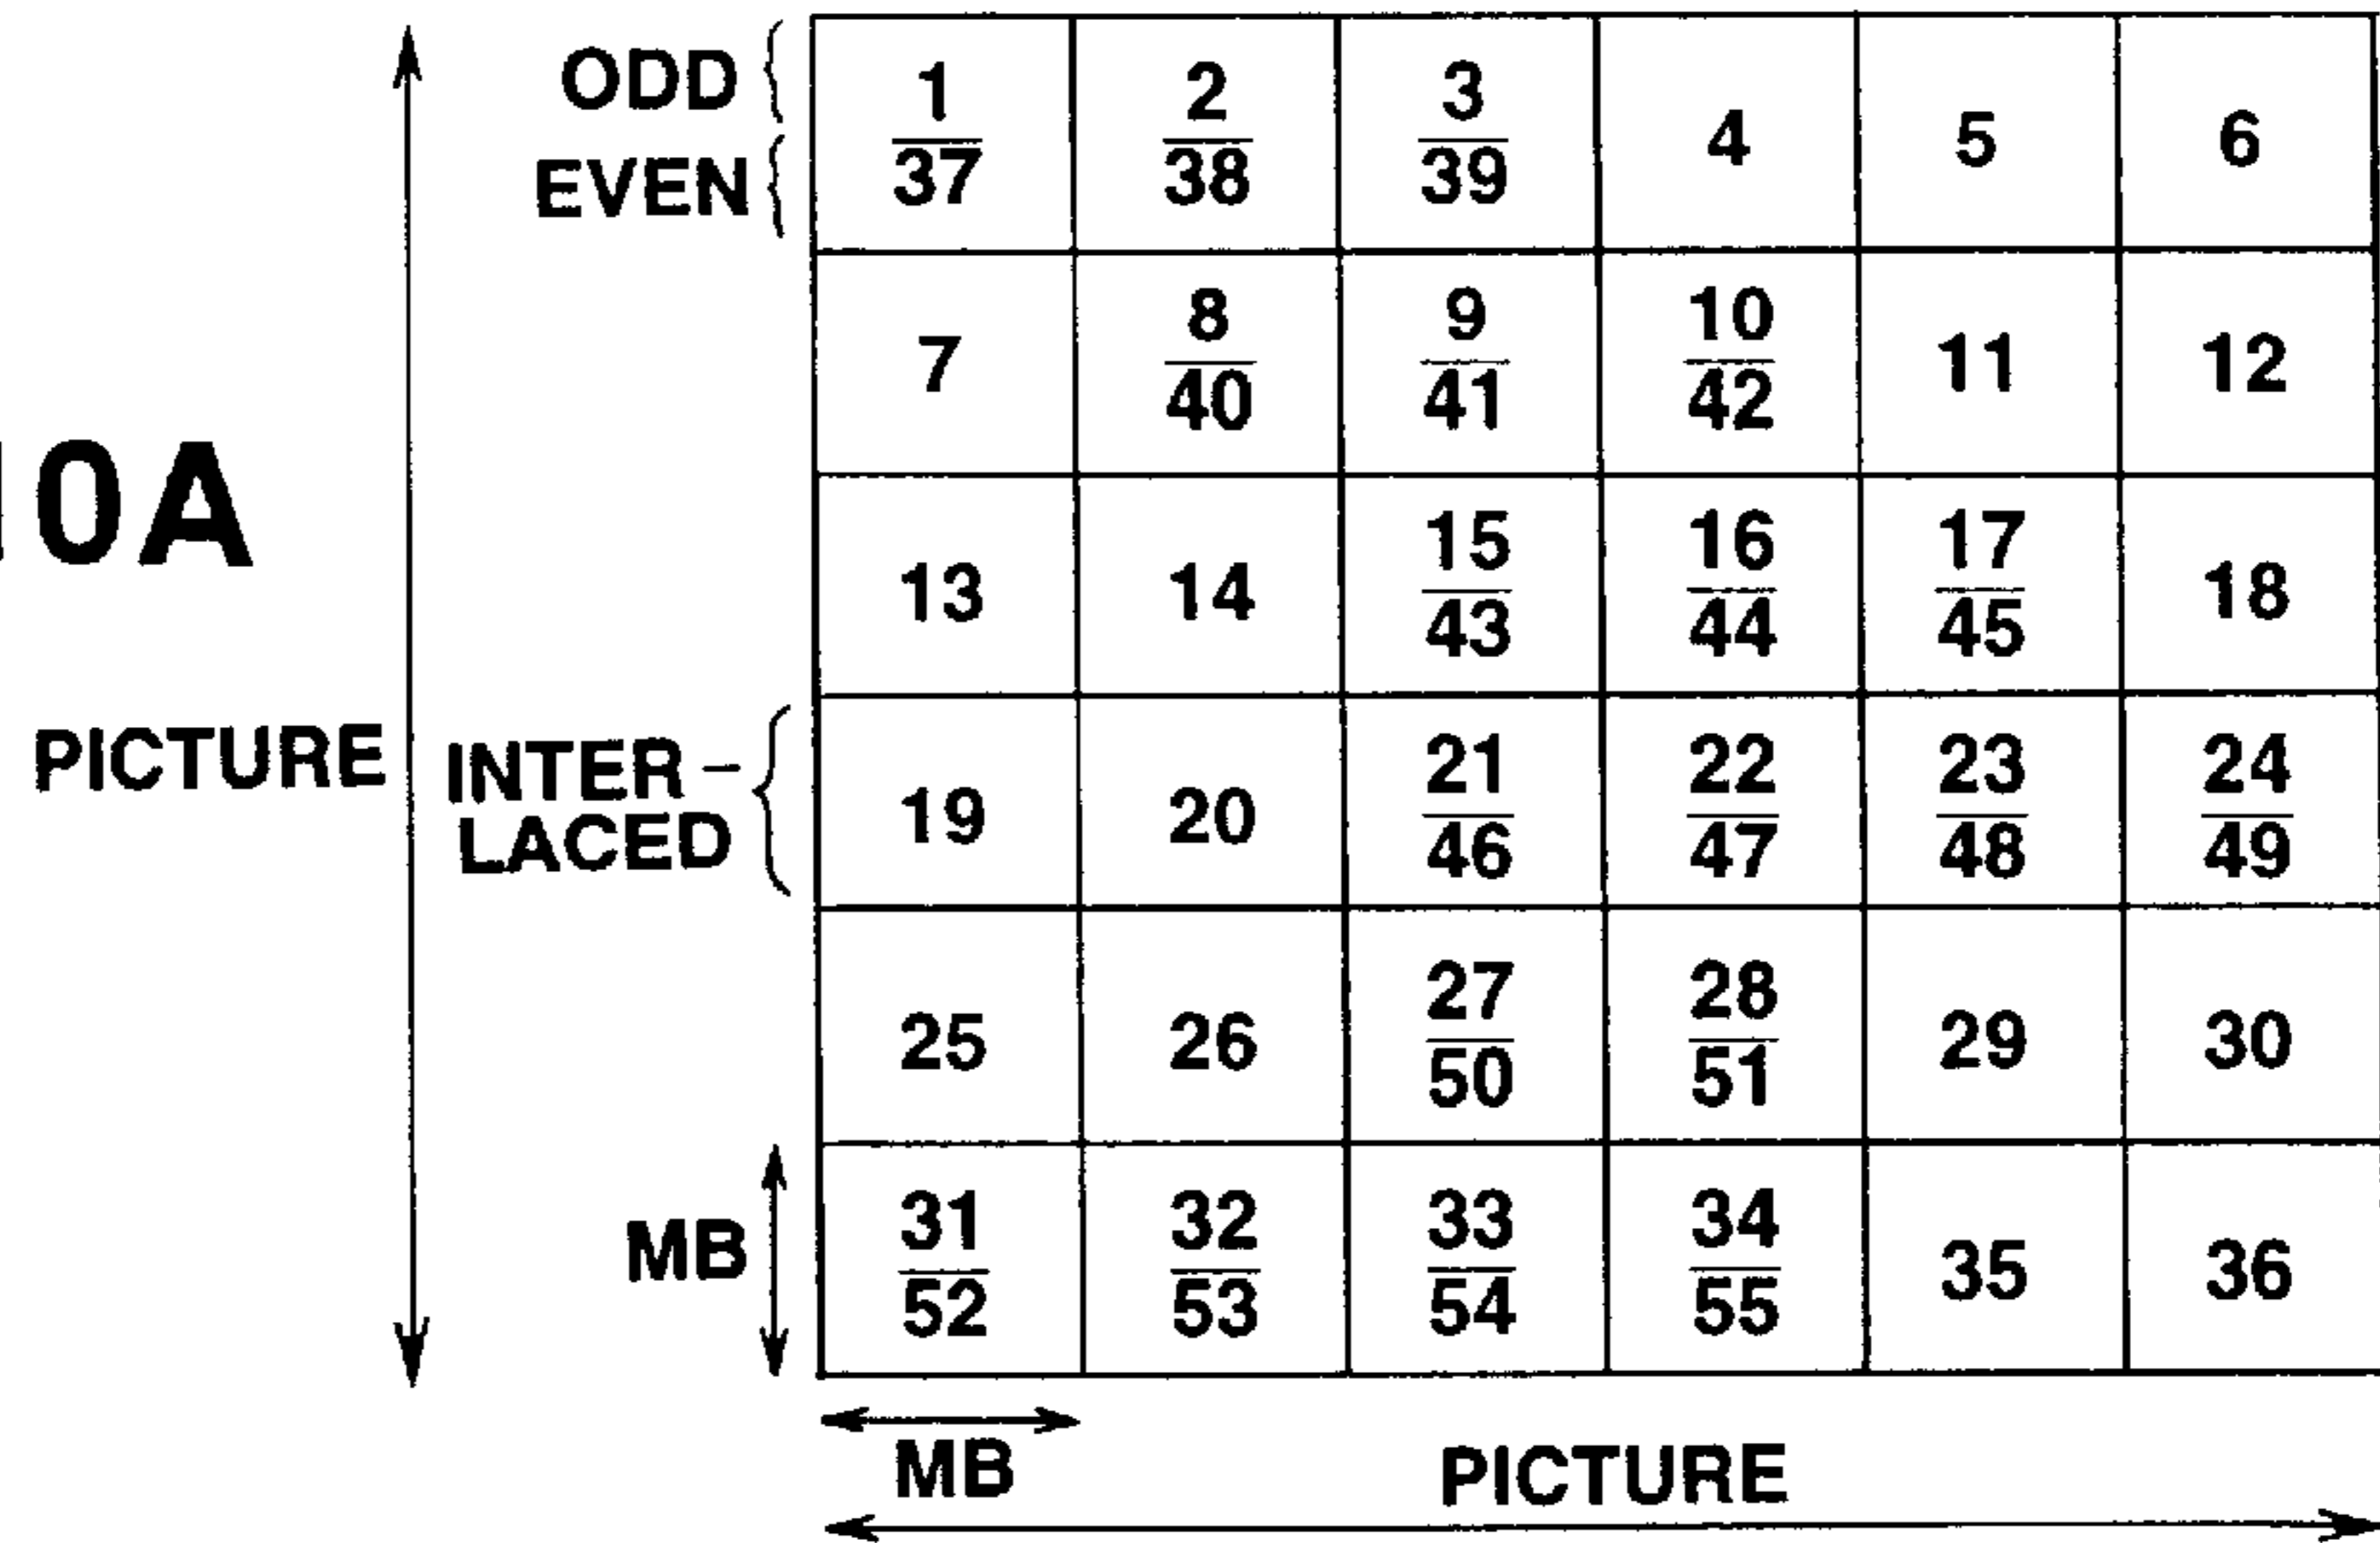 ODD
EVEN
1 2 3 4 5 6
37 38 39
7 8 9 10 11 12
40 41 42
10A
13 14 15 16 17 18
43 44 45
PICTURE
INTER-
LACED
19 20 21 22 23 24
46 47 48 49
25 26 27 28 29 30
50 51
MB
31 32 33 34 35 36
52 53 54 55
MB
PICTURE